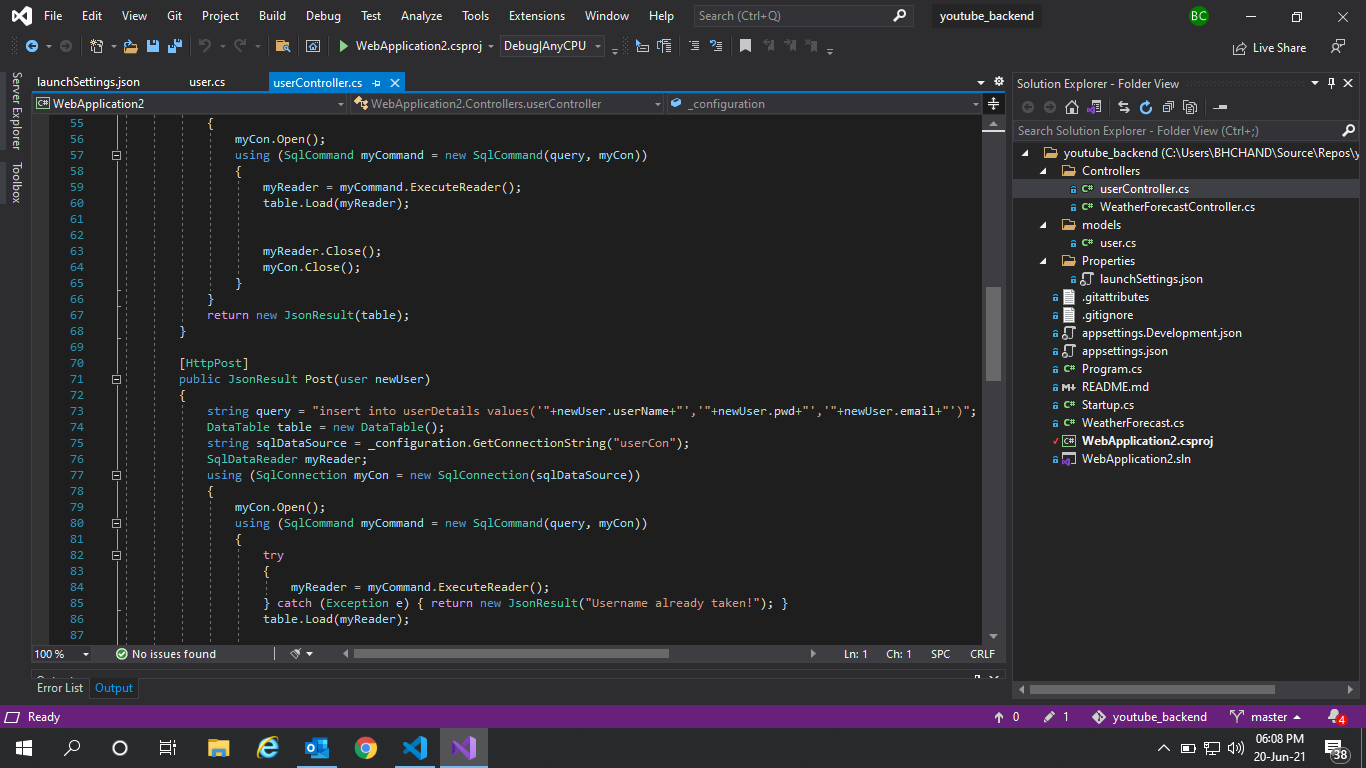 File Edit View Git Project Build Debug Test Analyze Tools Extensions Window Help Search (Ctrl+Q) youtube_backend BC
WebApplication2.csproj Debug|AnyCPU Live Share
Server Explorer
Toolbox
launchSettings.json user.cs userController.cs
WebApplication2 WebApplication2.Controllers.userController _configuration
55 {
56 myCon.Open();
57 using (SqlCommand myCommand = new SqlCommand(query, myCon))
58 {
59 myReader = myCommand.ExecuteReader();
60 table.Load(myReader);
61
62
63 myReader.Close();
64 myCon.Close();
65 }
66 }
67 return new JsonResult(table);
68 }
69
70 [HttpPost]
71 public JsonResult Post(user newUser)
72 {
73 string query = "insert into userDetails values('"+newUser.userName+"','"+newUser.pwd+"','"+newUser.email+"')";
74 DataTable table = new DataTable();
75 string sqlDataSource = _configuration.GetConnectionString("userCon");
76 SqlDataReader myReader;
77 using (SqlConnection myCon = new SqlConnection(sqlDataSource))
78 {
79 myCon.Open();
80 using (SqlCommand myCommand = new SqlCommand(query, myCon))
81 {
82 try
83 {
84 myReader = myCommand.ExecuteReader();
85 } catch (Exception e) { return new JsonResult("Username already taken!"); }
86 table.Load(myReader);
87
100 % No issues found Ln: 1 Ch: 1 SPC CRLF
Error List Output
Solution Explorer - Folder View
Search Solution Explorer - Folder View (Ctrl+;)
youtube_backend (C:\Users\BHCHAND\Source\Repos\y
Controllers
C# userController.cs
C# WeatherForecastController.cs
models
C# user.cs
Properties
launchSettings.json
.gitattributes
.gitignore
appsettings.Development.json
appsettings.json
C# Program.cs
M+ README.md
C# Startup.cs
C# WeatherForecast.cs
C# WebApplication2.csproj
WebApplication2.sln
Ready 0 1 youtube_backend master 4
06:08 PM
20-Jun-21
38